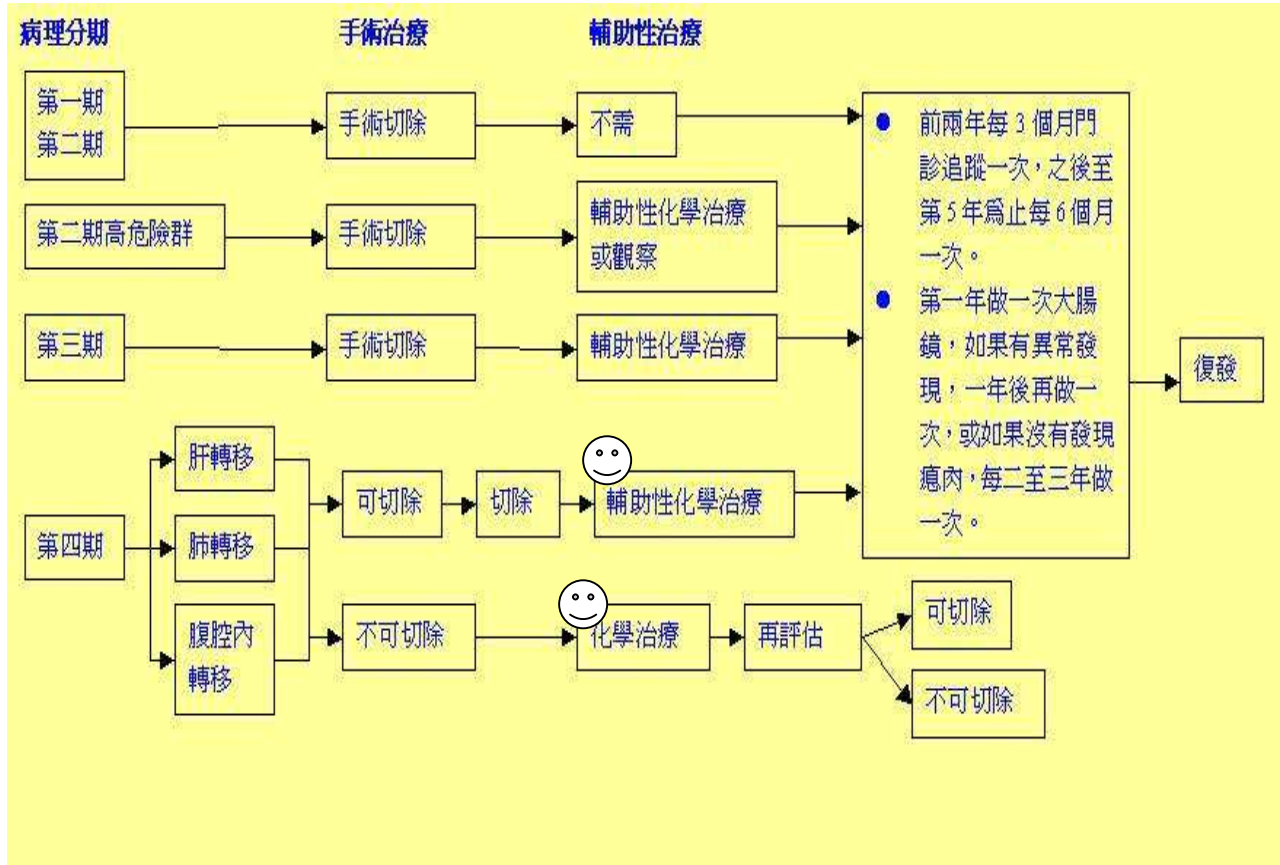 病理分期
手術治療
輔助性治療
第一期
第二期
手術切除
不需
第二期高危險群
手術切除
輔助性化學治療
或觀察
第三期
手術切除
輔助性化學治療
第四期
肝轉移
肺轉移
腹腔內
轉移
可切除
切除
輔助性化學治療
不可切除
化學治療
再評估
可切除
不可切除
前兩年每 3 個月門
診追蹤一次，之後至
第 5 年為止每 6 個月
一次。
第一年做一次大腸
鏡，如果有異常發
現，一年後再做一
次，或如果沒有發現
瘜肉，每二至三年做
一次。
復發